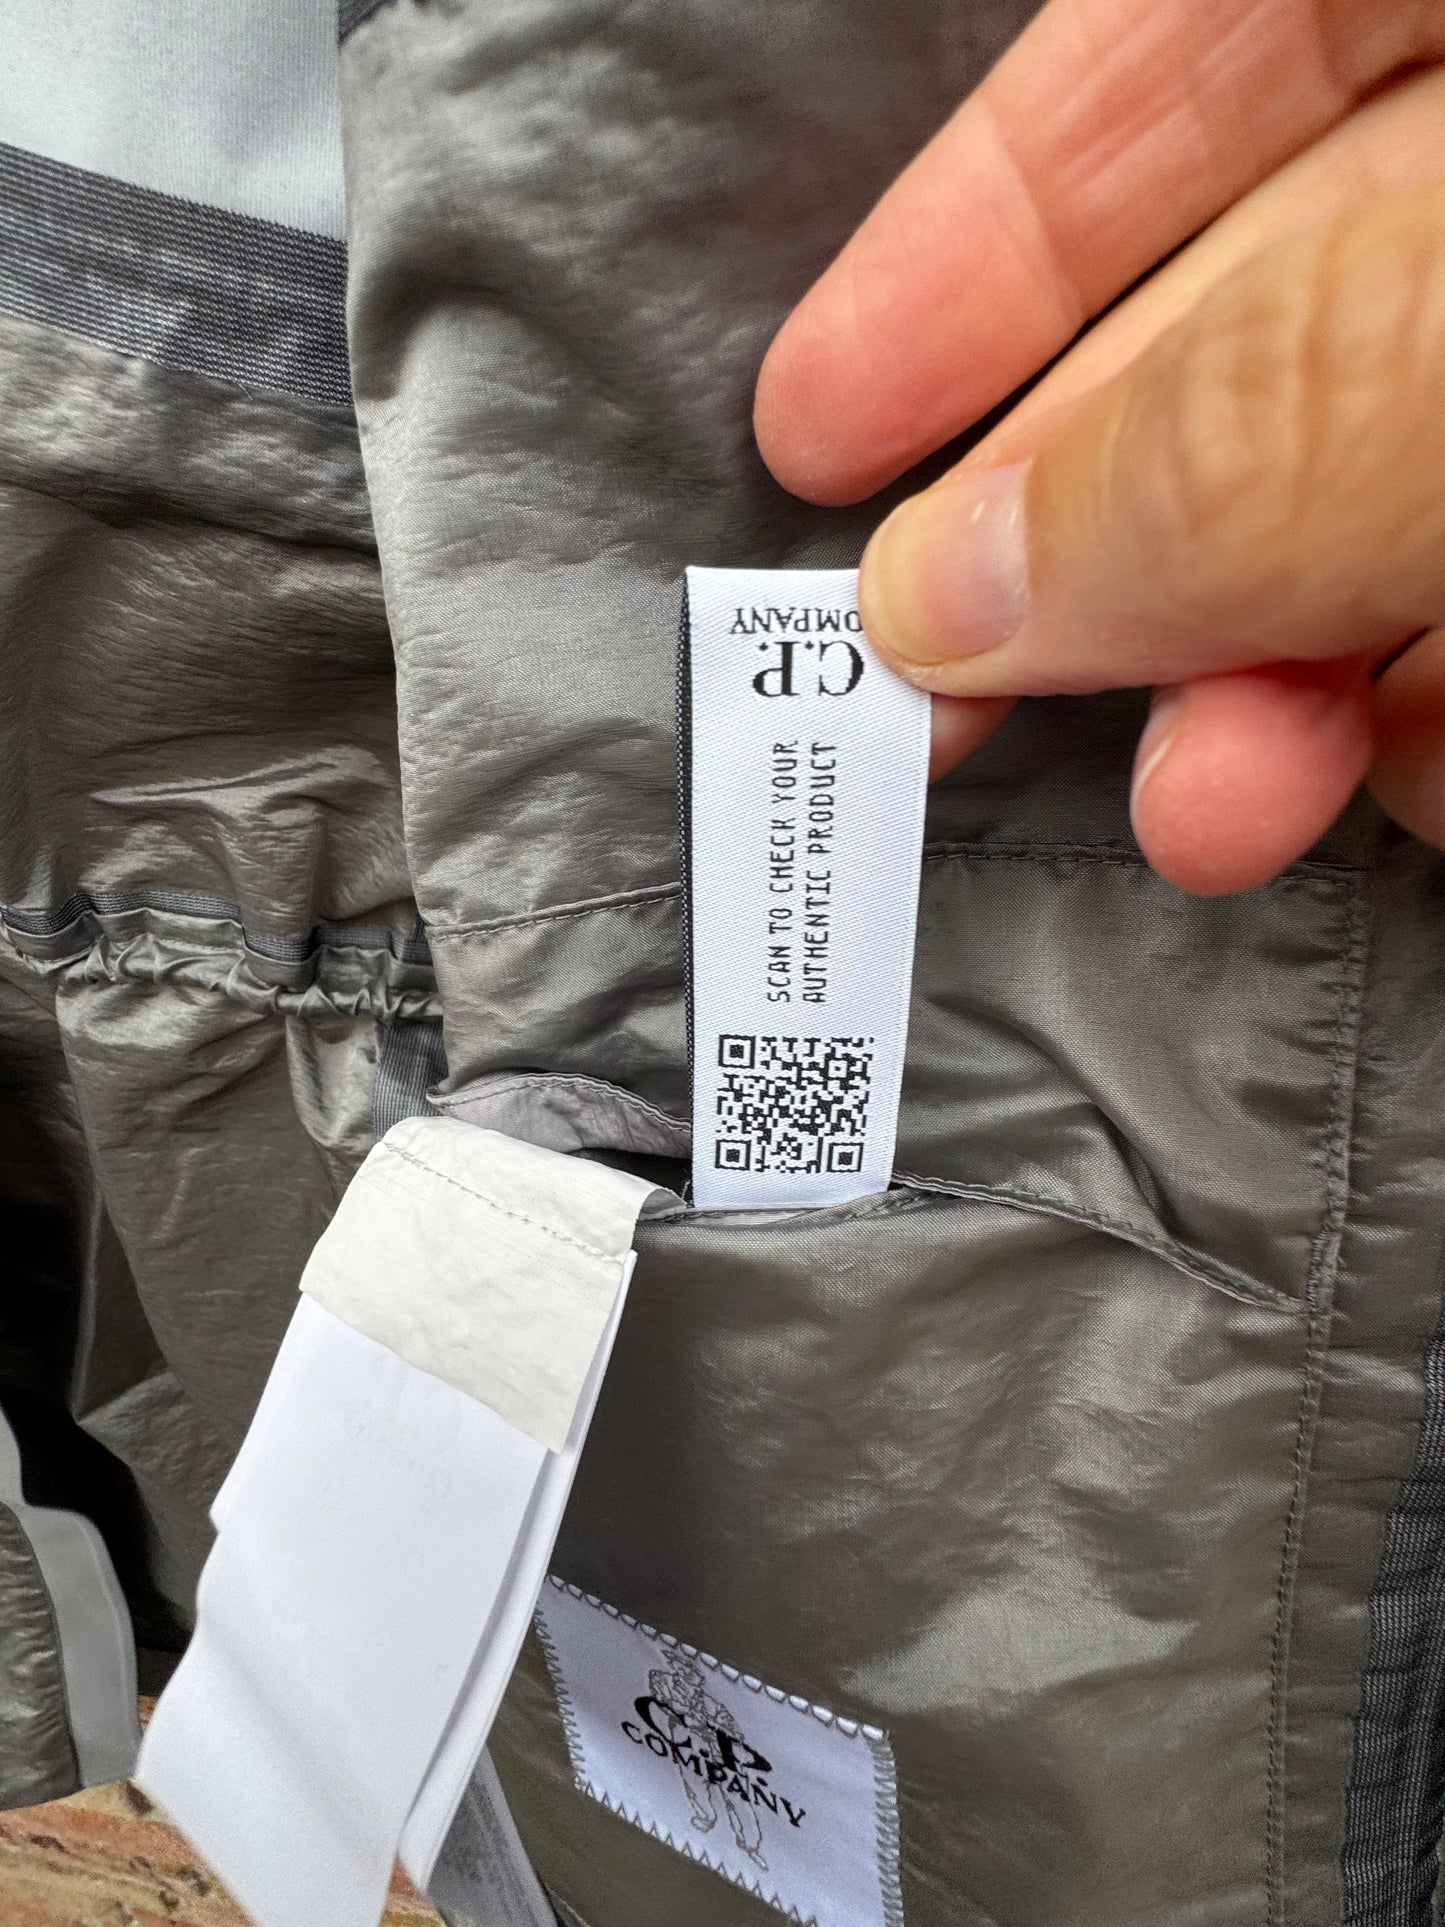 C.P.
COMPANY
SCAN TO CHECK YOUR
AUTHENTIC PRODUCT
C.P.
COMPANY